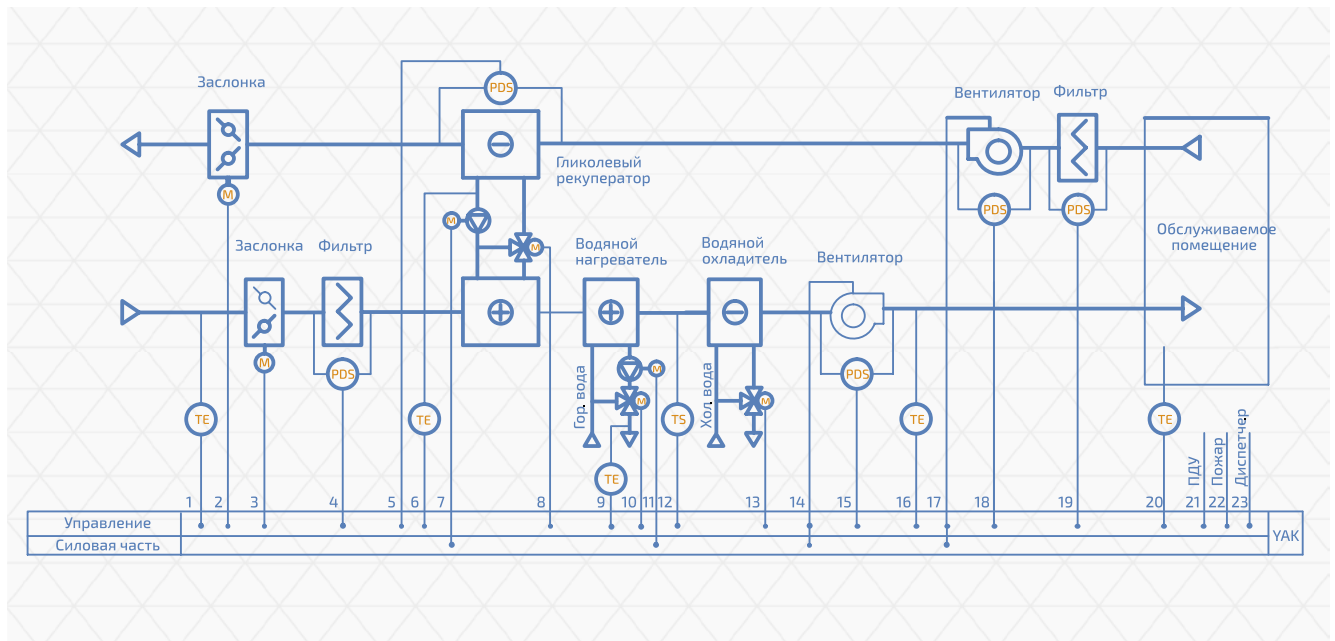 Заслонка
PDS
Вентилятор
Фильтр
M
Гликолевый
рекуператор
PDS
PDS
M
M
Заслонка
Фильтр
Водяной
нагреватель
Водяной
охладитель
Вентилятор
Обслуживаемое
помещение
M
PDS
M
M
M
PDS
Гор. вода
Хол. вода
TE
TE
TS
TE
TE
TE
ПДУ
Пожар
Диспетчер
1
2
3
4
5
6
7
8
9
10
11
12
13
14
15
16
17
18
19
20
21
22
23
Управление
Силовая часть
YAK